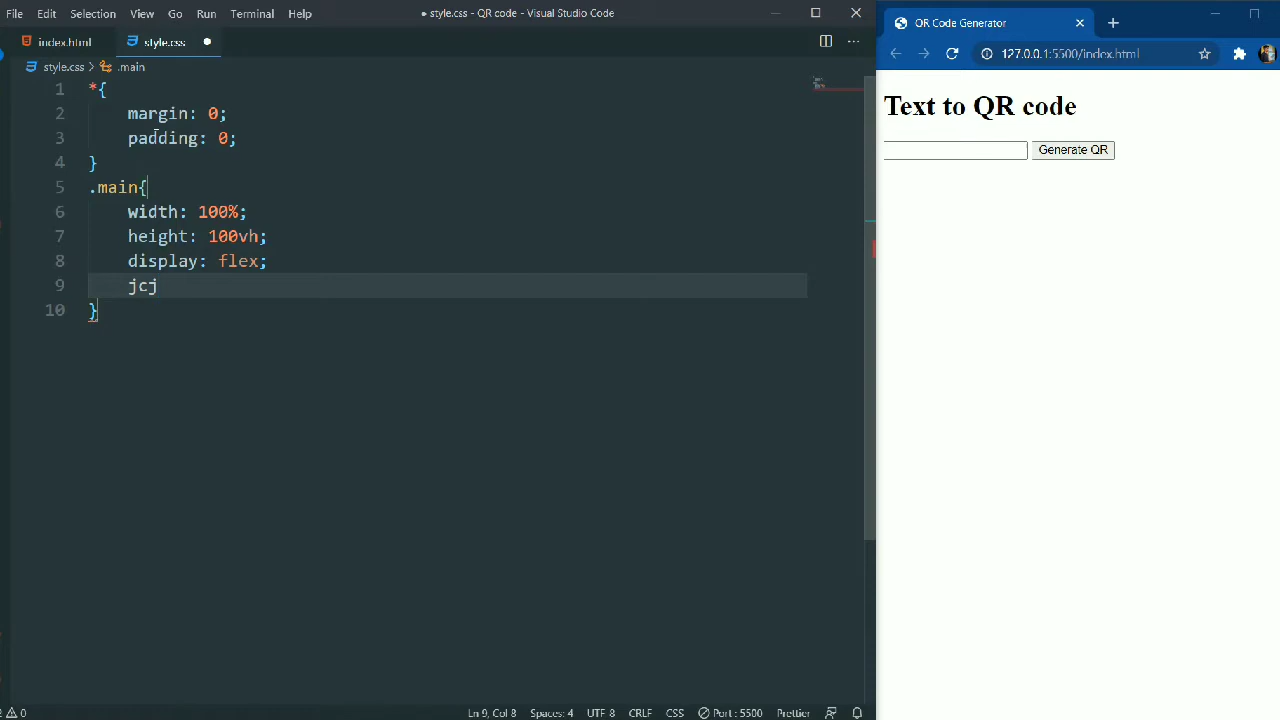 File Edit Selection View Go Run Terminal Help
● style.css - QR code - Visual Studio Code
index.html
style.css
style.css > .main
1 *{
2 margin: 0;
3 padding: 0;
4 }
5 .main{
6 width: 100%;
7 height: 100vh;
8 display: flex;
9 jcj
10 }
Ln 9, Col 8 Spaces: 4 UTF-8 CRLF CSS Port : 5500 Prettier
0
QR Code Generator
127.0.0.1:5500/index.html
Text to QR code
Generate QR